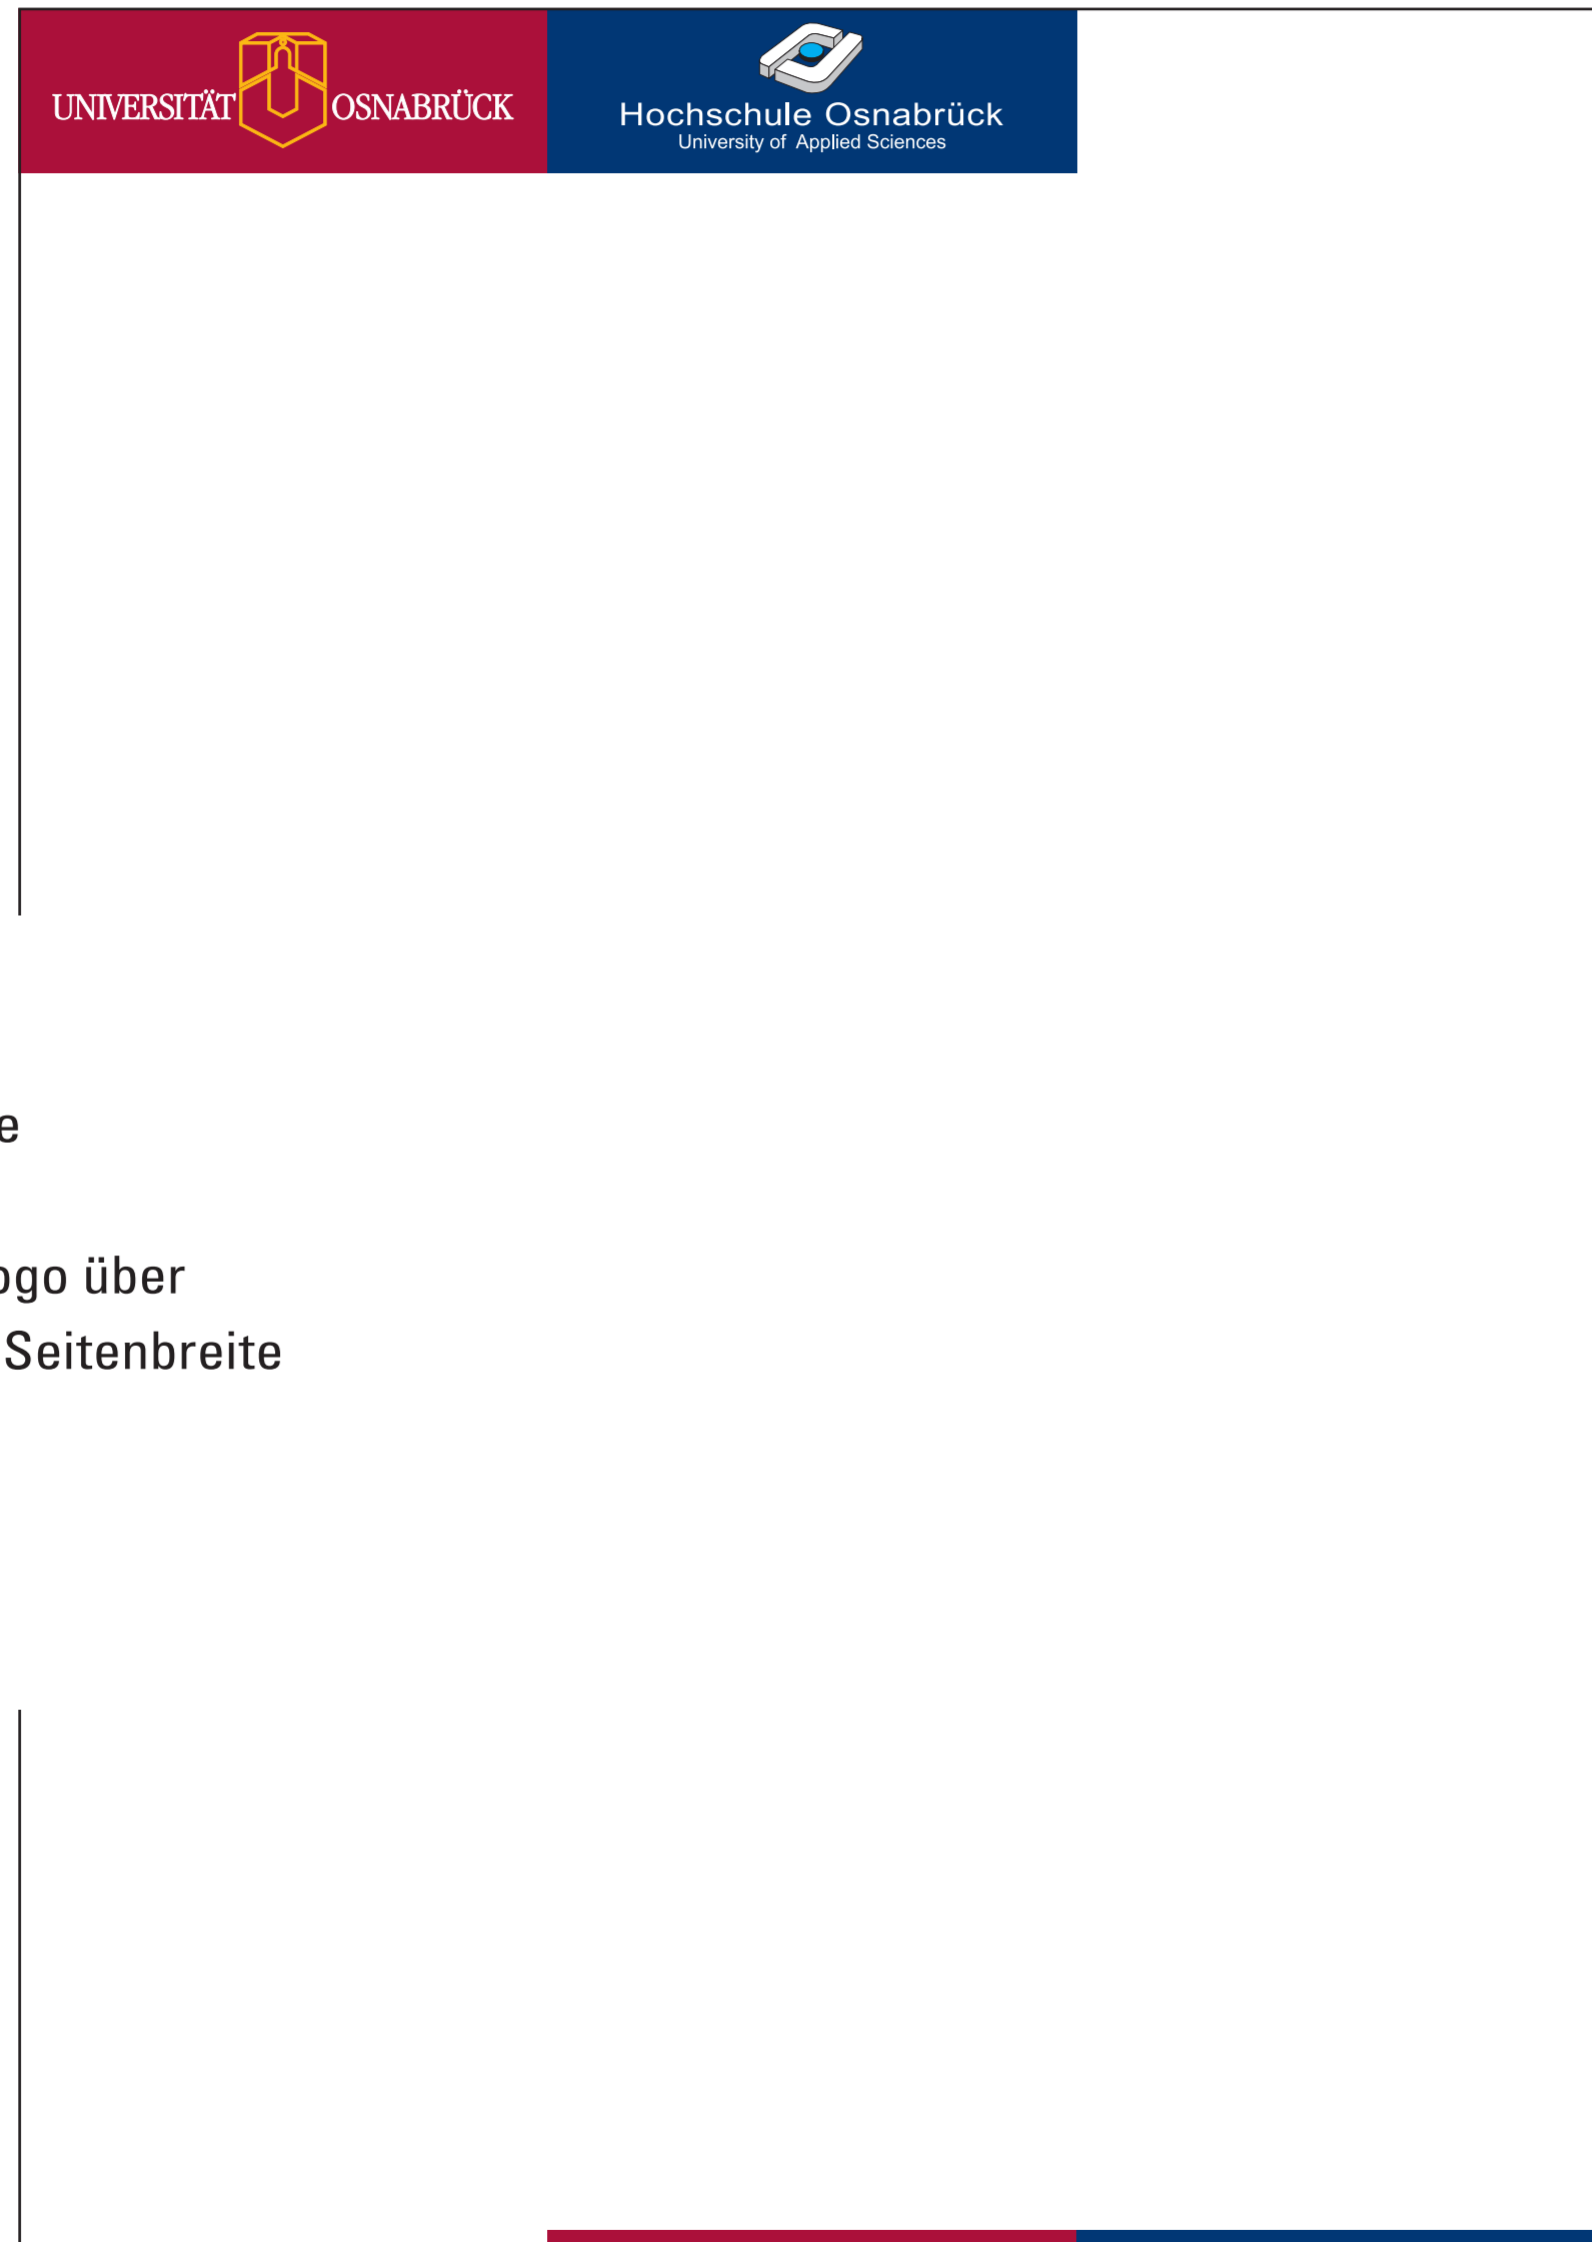 UNIVERSITÄT OSNABRÜCK
Hochschule Osnabrück
University of Applied Sciences
e
ogo über
Seitenbreite